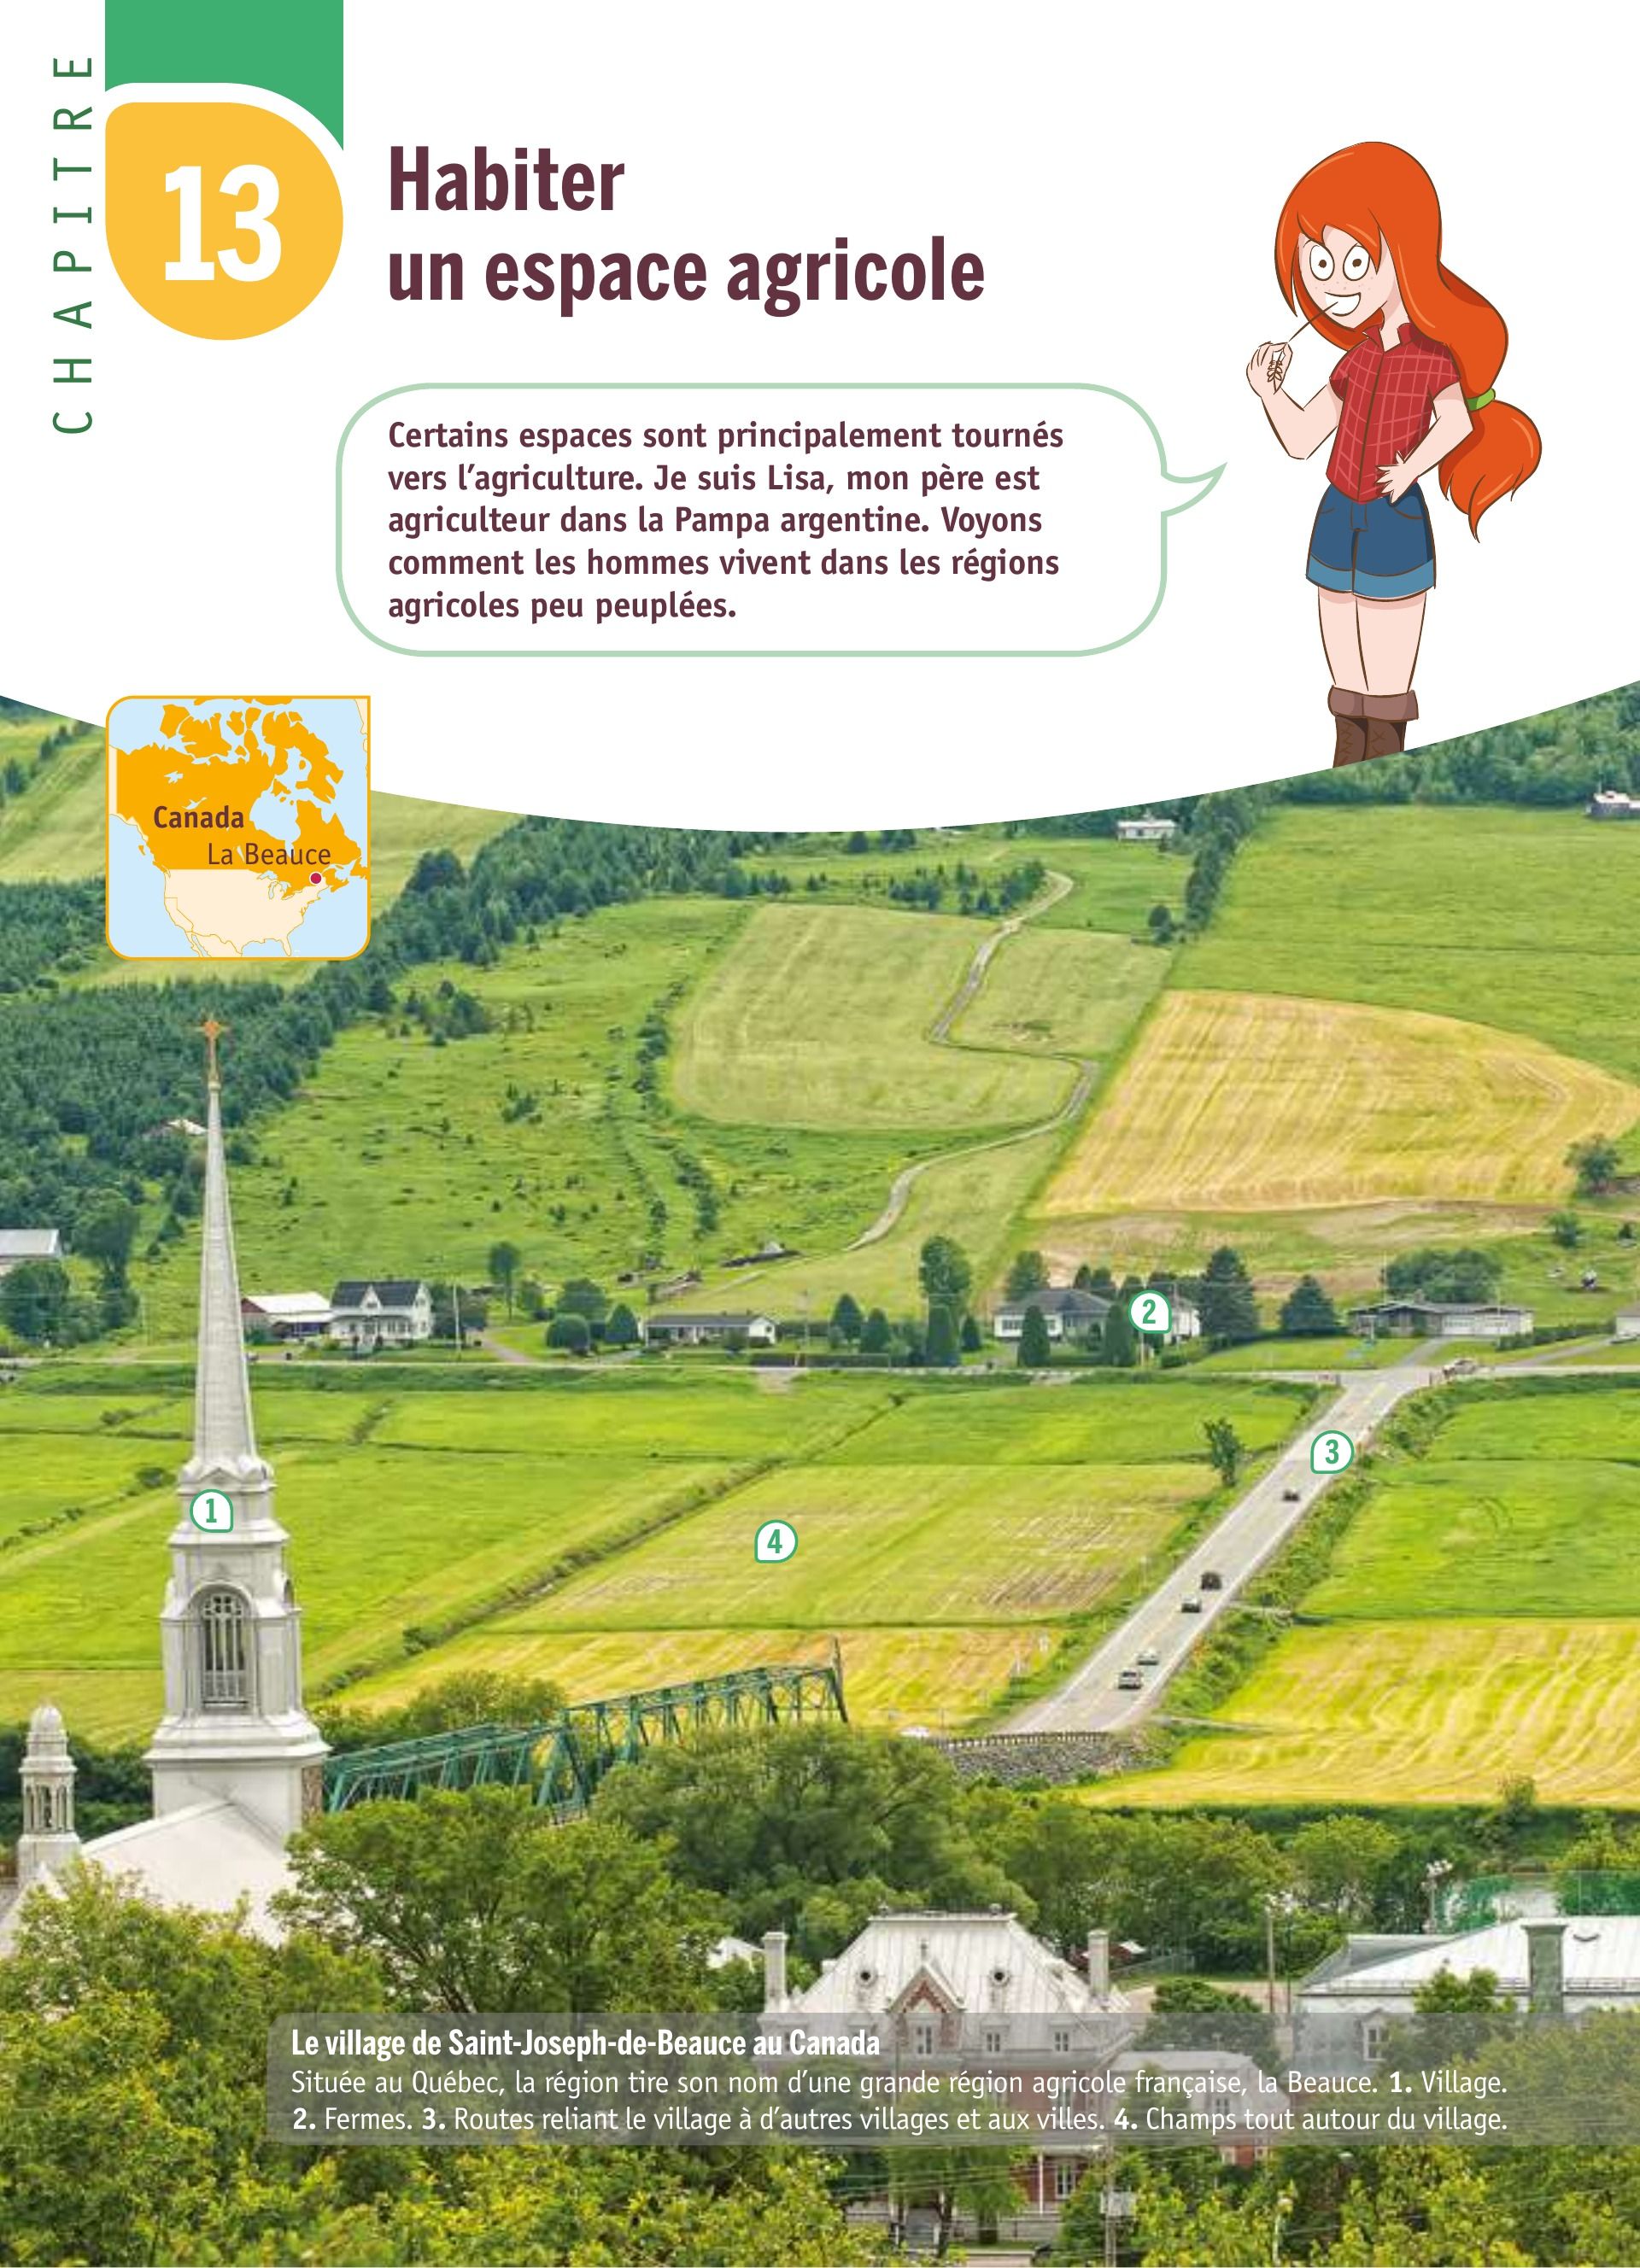 CHAPITRE
13
Habiter
un espace agricole
Certains espaces sont principalement tournés
vers l’agriculture. Je suis Lisa, mon père est
agriculteur dans la Pampa argentine. Voyons
comment les hommes vivent dans les régions
agricoles peu peuplées.
Canada
La Beauce
2
3
1
4
Le village de Saint-Joseph-de-Beauce au Canada
Située au Québec, la région tire son nom d’une grande région agricole française, la Beauce. 1. Village.
2. Fermes. 3. Routes reliant le village à d’autres villages et aux villes. 4. Champs tout autour du village.